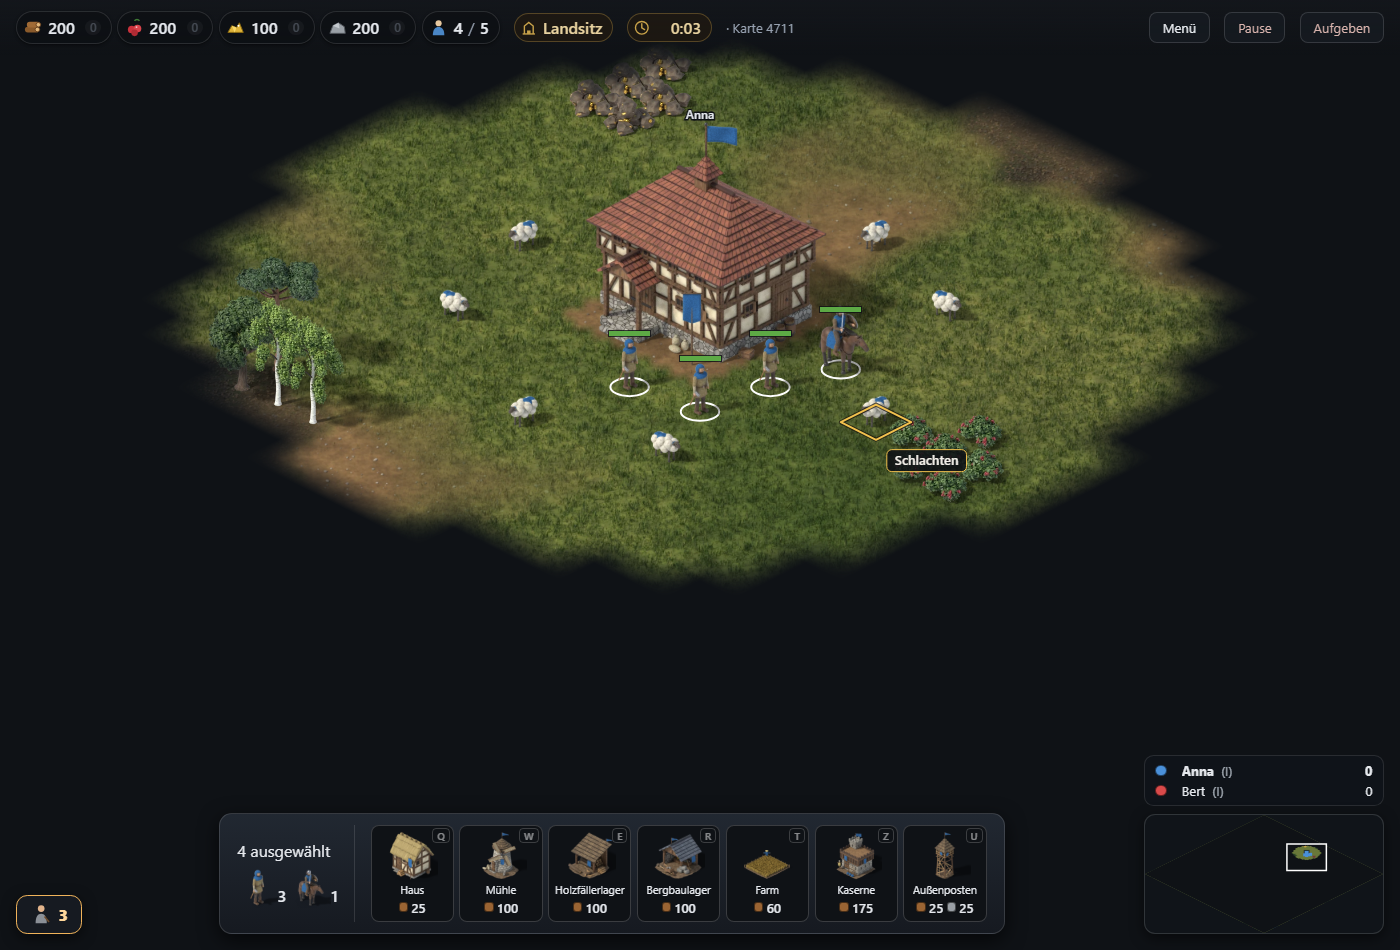 200 0 200 0 100 0 200 0 4 / 5 Landsitz 0:03 · Karte 4711 Menü Pause Aufgeben
Anna
Schlachten
Anna (I) 0
Bert (I) 0
4 ausgewählt
3 1
Q W E R T Z U
Haus Mühle Holzfällerlager Bergbaulager Farm Kaserne Außenposten
25 100 100 100 60 175 25 25
3